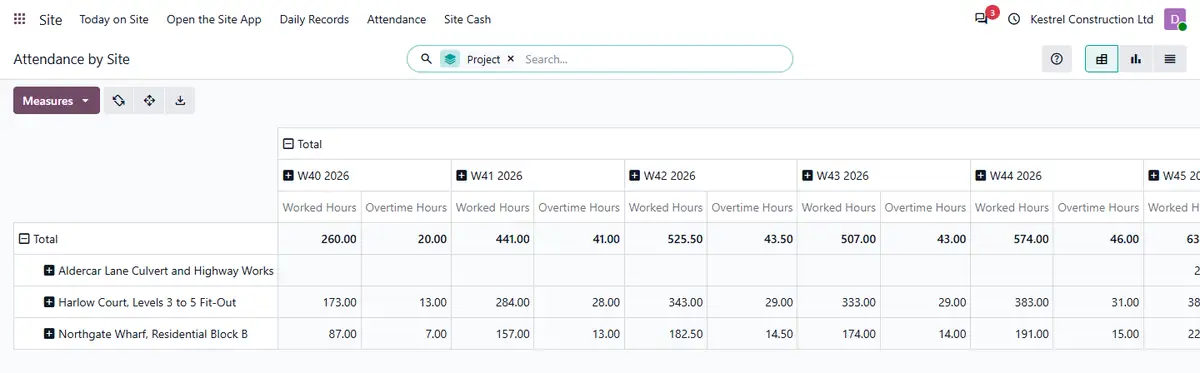 Site Today on Site Open the Site App Daily Records Attendance Site Cash 3 Kestrel Construction Ltd D
Attendance by Site Project × Search...
Measures
Total
W40 2026 W41 2026 W42 2026 W43 2026 W44 2026 W45 20
Worked Hours Overtime Hours Worked Hours Overtime Hours Worked Hours Overtime Hours Worked Hours Overtime Hours Worked Hours Overtime Hours Worked H
Total 260.00 20.00 441.00 41.00 525.50 43.50 507.00 43.00 574.00 46.00 63
Aldercar Lane Culvert and Highway Works 2
Harlow Court, Levels 3 to 5 Fit-Out 173.00 13.00 284.00 28.00 343.00 29.00 333.00 29.00 383.00 31.00 38
Northgate Wharf, Residential Block B 87.00 7.00 157.00 13.00 182.50 14.50 174.00 14.00 191.00 15.00 22